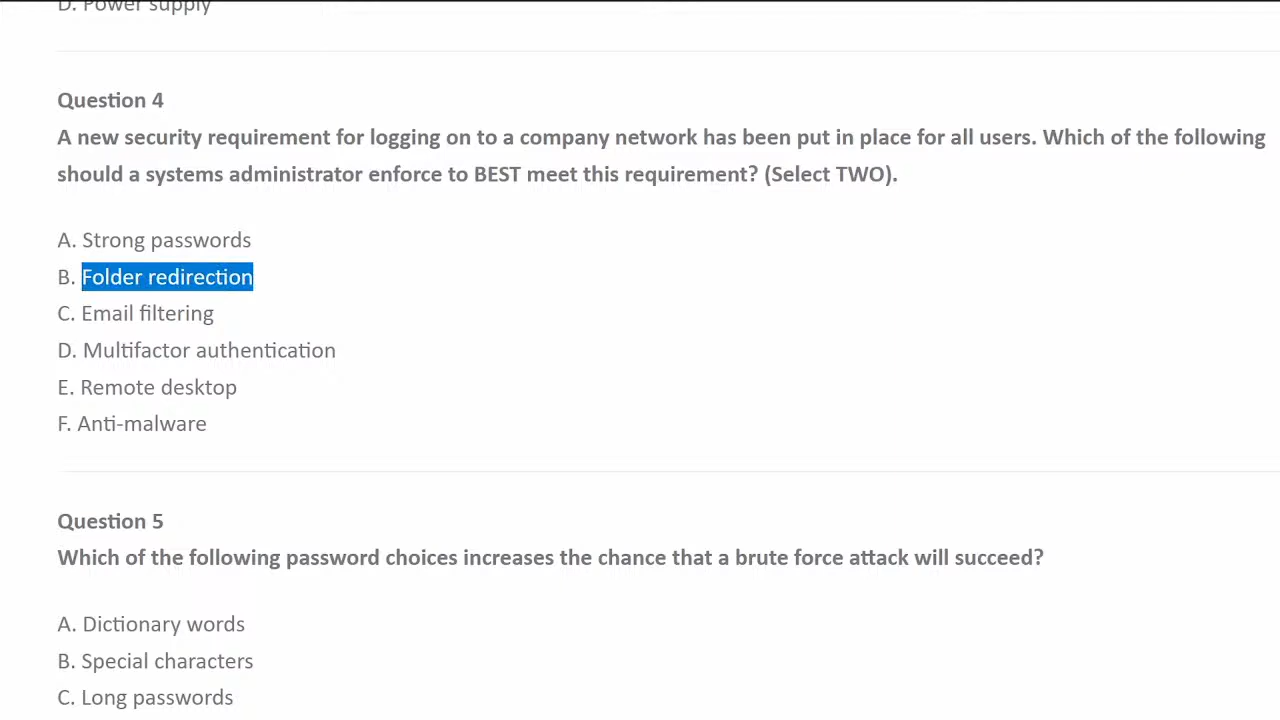 D. Power supply
Question 4
A new security requirement for logging on to a company network has been put in place for all users. Which of the following
should a systems administrator enforce to BEST meet this requirement? (Select TWO).
A. Strong passwords
B. Folder redirection
C. Email filtering
D. Multifactor authentication
E. Remote desktop
F. Anti-malware
Question 5
Which of the following password choices increases the chance that a brute force attack will succeed?
A. Dictionary words
B. Special characters
C. Long passwords